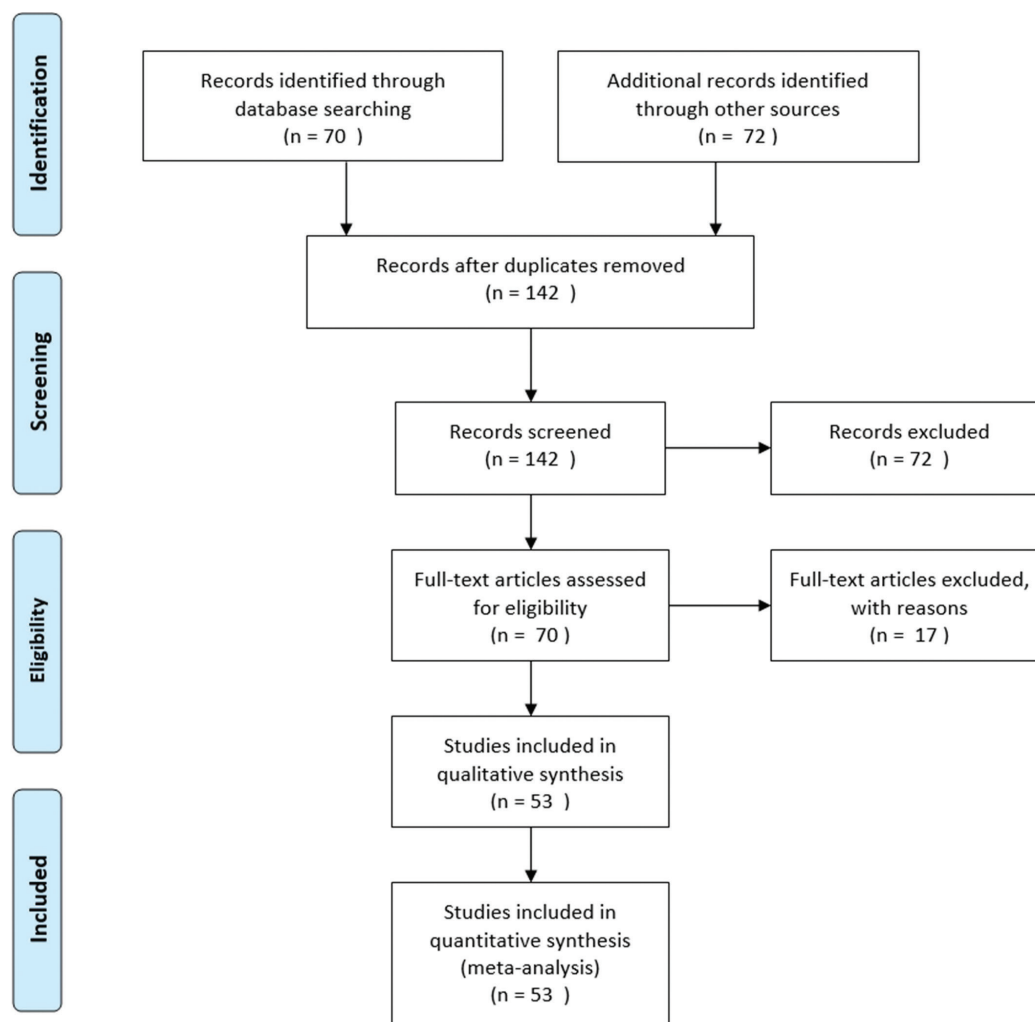 Identification
Records identified through
database searching
(n = 70  )
Additional records identified
through other sources
(n =  72  )
Records after duplicates removed
(n = 142  )
Screening
Records screened
(n = 142  )
Records excluded
(n = 72  )
Eligibility
Full-text articles assessed
for eligibility
(n =  70 )
Full-text articles excluded,
with reasons
(n =  17 )
Studies included in
qualitative synthesis
(n = 53  )
Included
Studies included in
quantitative synthesis
(meta-analysis)
(n = 53  )